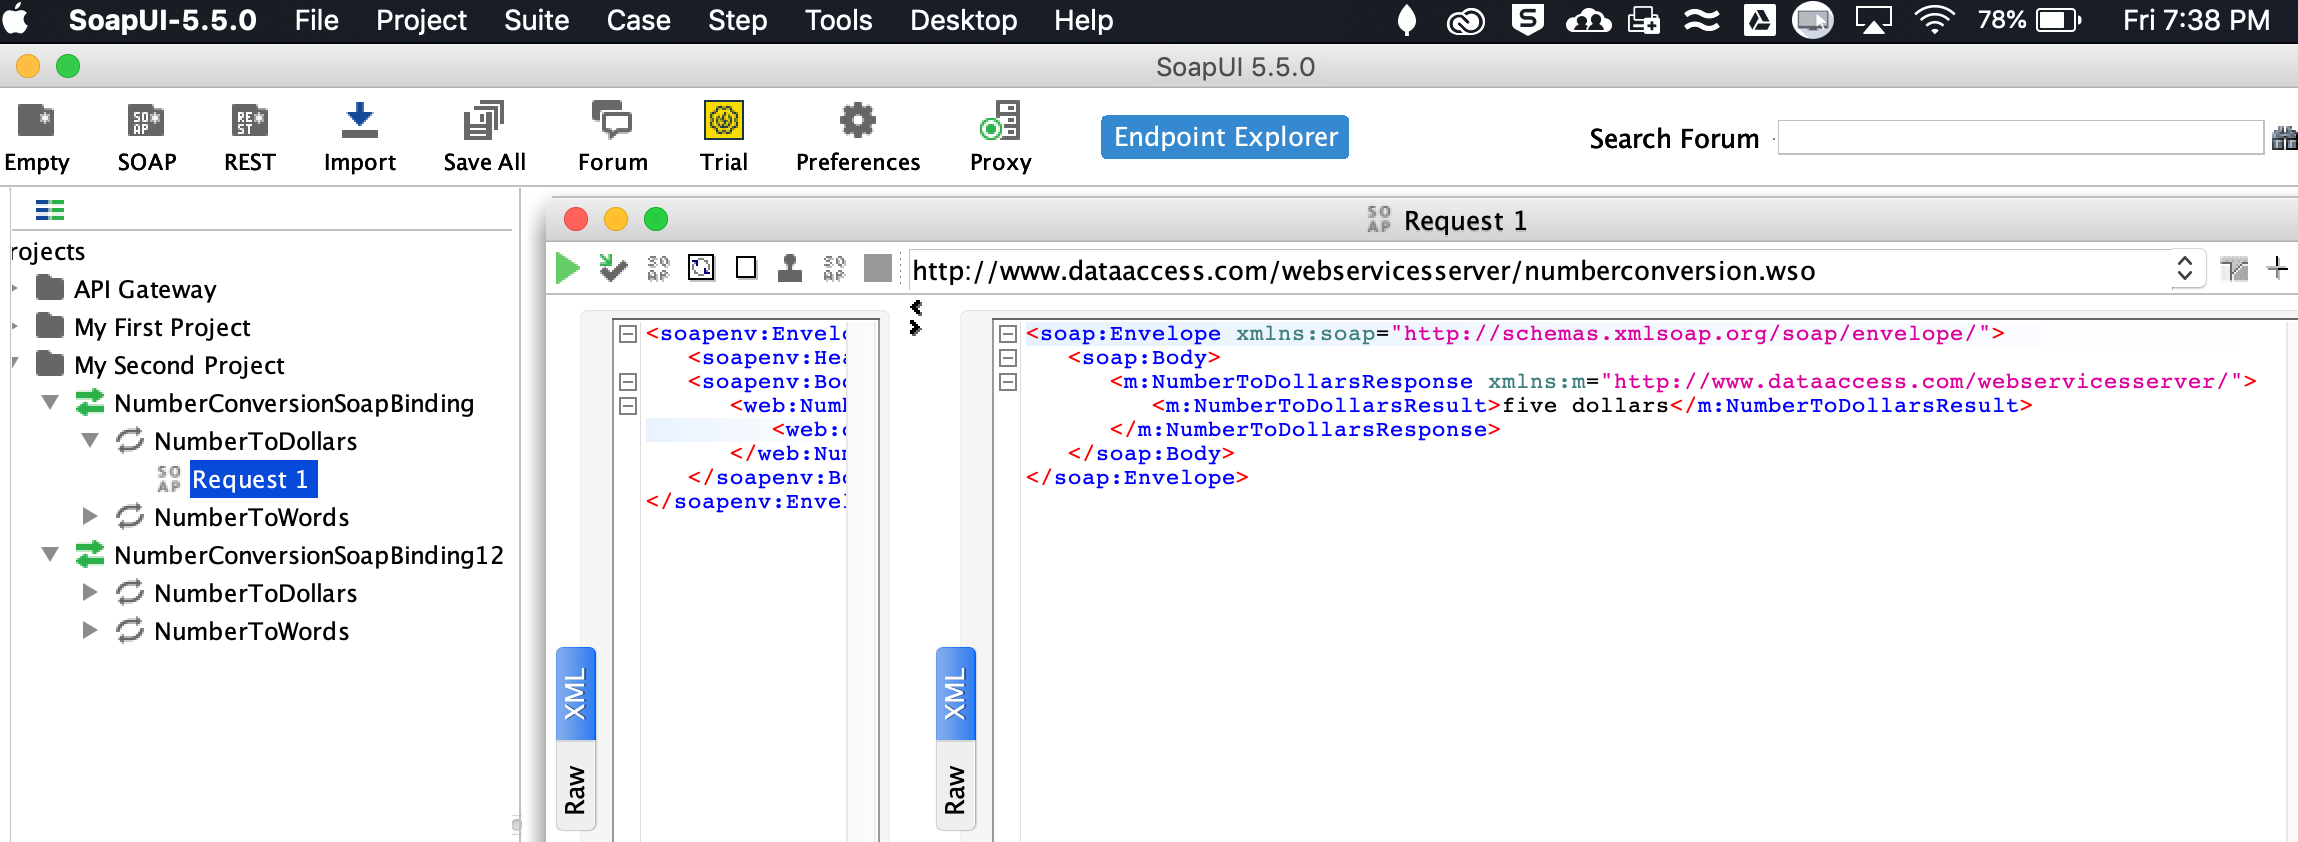 SoapUI-5.5.0 File Project Suite Case Step Tools Desktop Help 78% Fri 7:38 PM
SoapUI 5.5.0
Empty SOAP REST Import Save All Forum Trial Preferences Proxy Endpoint Explorer Search Forum
rojects
API Gateway
My First Project
My Second Project
NumberConversionSoapBinding
NumberToDollars
SOAP Request 1
NumberToWords
NumberConversionSoapBinding12
NumberToDollars
NumberToWords
SOAP Request 1
http://www.dataaccess.com/webservicesserver/numberconversion.wso
<soapenv:Envelo
<soapenv:Hea
<soapenv:Bod
<web:Numb
<web:d
</web:Num
</soapenv:Bo
</soapenv:Envel
XML
Raw
<soap:Envelope xmlns:soap="http://schemas.xmlsoap.org/soap/envelope/">
<soap:Body>
<m:NumberToDollarsResponse xmlns:m="http://www.dataaccess.com/webservicesserver/">
<m:NumberToDollarsResult>five dollars</m:NumberToDollarsResult>
</m:NumberToDollarsResponse>
</soap:Body>
</soap:Envelope>
XML
Raw